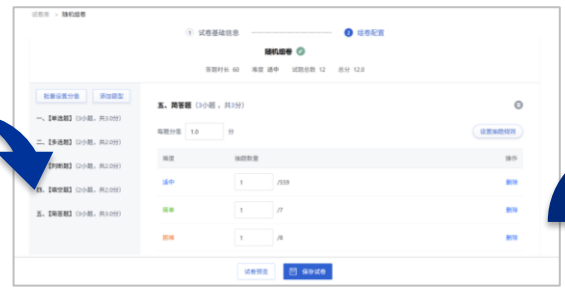 试卷库 > 随机组卷
1 试卷基础信息 2 组卷配置
随机组卷
答题时长 60 难度 适中 试题总数 12 总分 12.0
批量设置分值 添加题型
一、【单选题】(3小题，共3.0分)
二、【多选题】(2小题，共2.0分)
【判断题】(2小题，共2.0分)
四、【填空题】(2小题，共2.0分)
五、【简答题】(3小题，共3.0分)
五、简答题 (3小题，共3分)
每题分值 1.0 分 设置抽题规则
难度 抽题数量 操作
适中 1 /559 删除
简单 1 /7 删除
困难 1 /8 删除
试卷预览 保存试卷